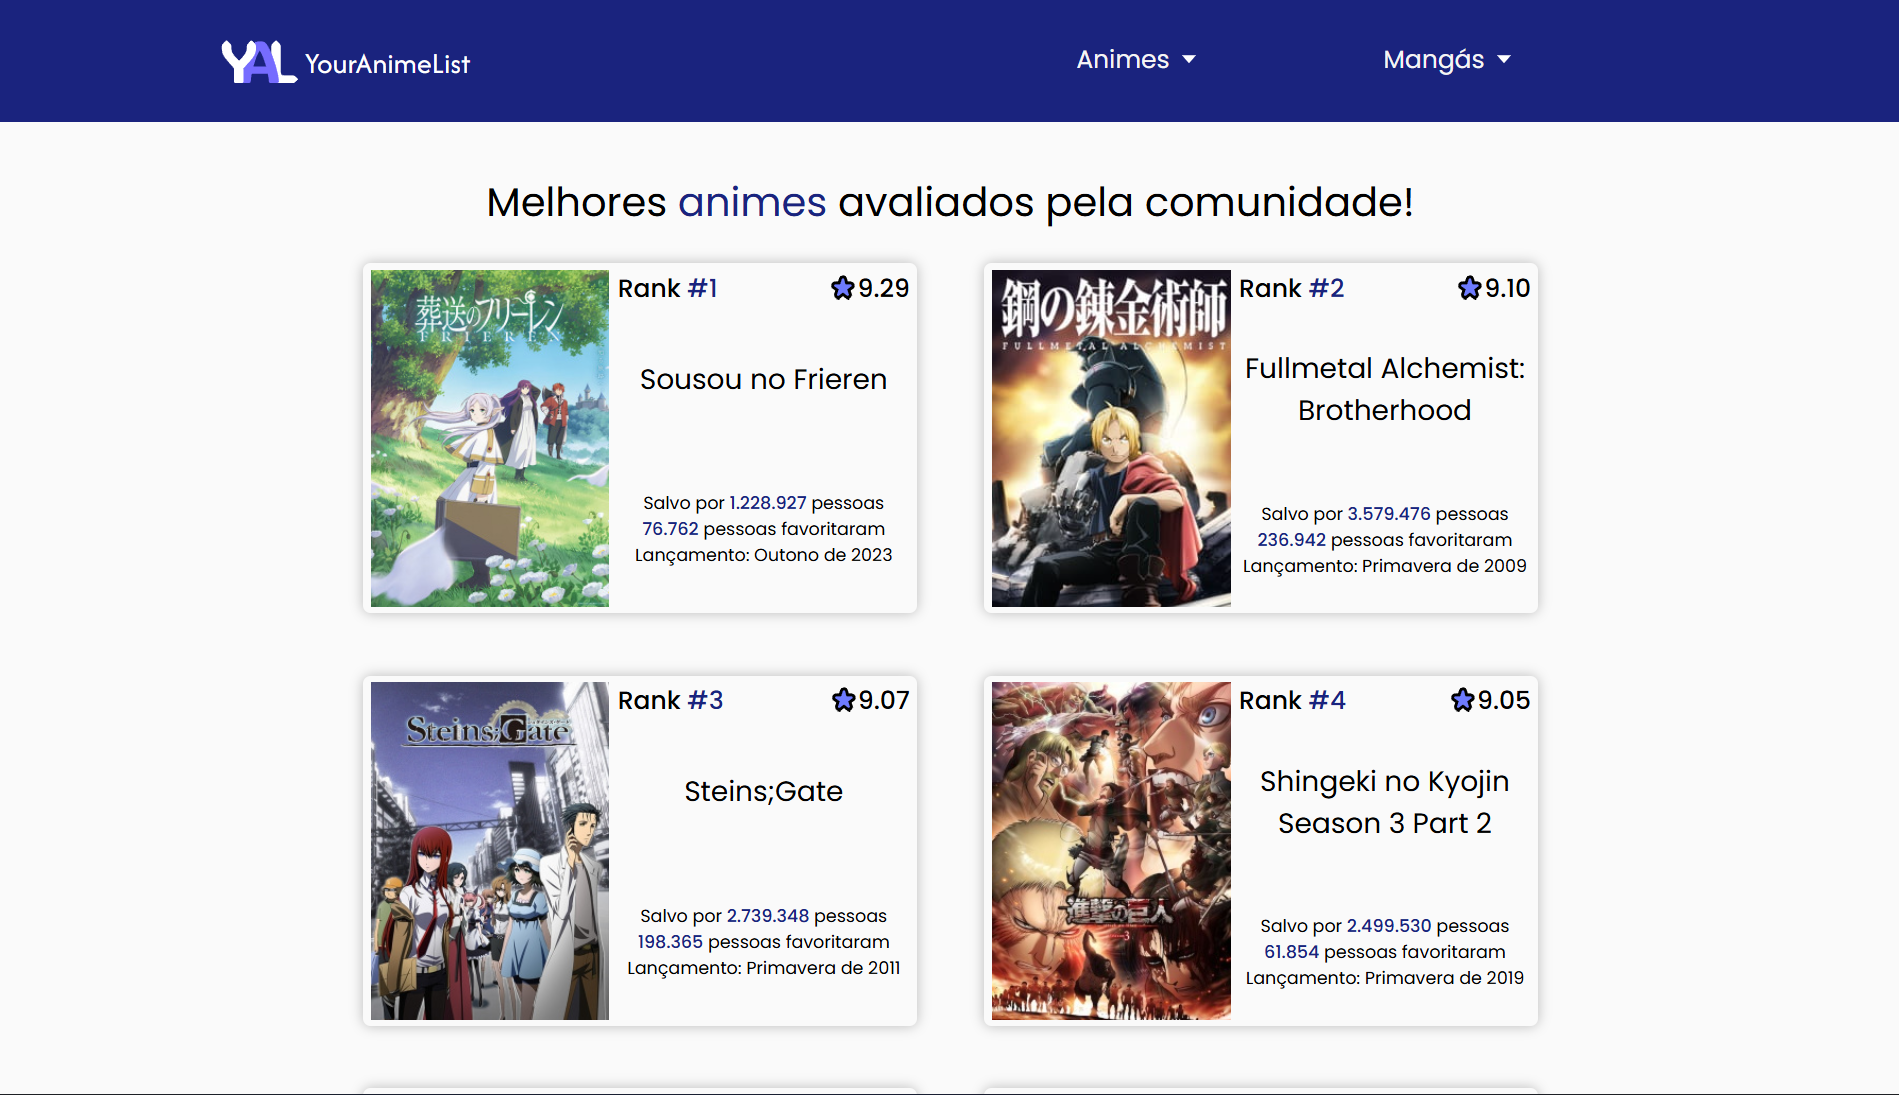 YAL YourAnimeList
Animes
Mangás
Melhores animes avaliados pela comunidade!
葬送のフリーレン
FRIEREN
Rank #1
9.29
Sousou no Frieren
Salvo por 1.228.927 pessoas
76.762 pessoas favoritaram
Lançamento: Outono de 2023
鋼の錬金術師
FULLMETAL ALCHEMIST
Rank #2
9.10
Fullmetal Alchemist:
Brotherhood
Salvo por 3.579.476 pessoas
236.942 pessoas favoritaram
Lançamento: Primavera de 2009
Steins;Gate
Rank #3
9.07
Steins;Gate
Salvo por 2.739.348 pessoas
198.365 pessoas favoritaram
Lançamento: Primavera de 2011
進撃の巨人
3
Rank #4
9.05
Shingeki no Kyojin
Season 3 Part 2
Salvo por 2.499.530 pessoas
61.854 pessoas favoritaram
Lançamento: Primavera de 2019